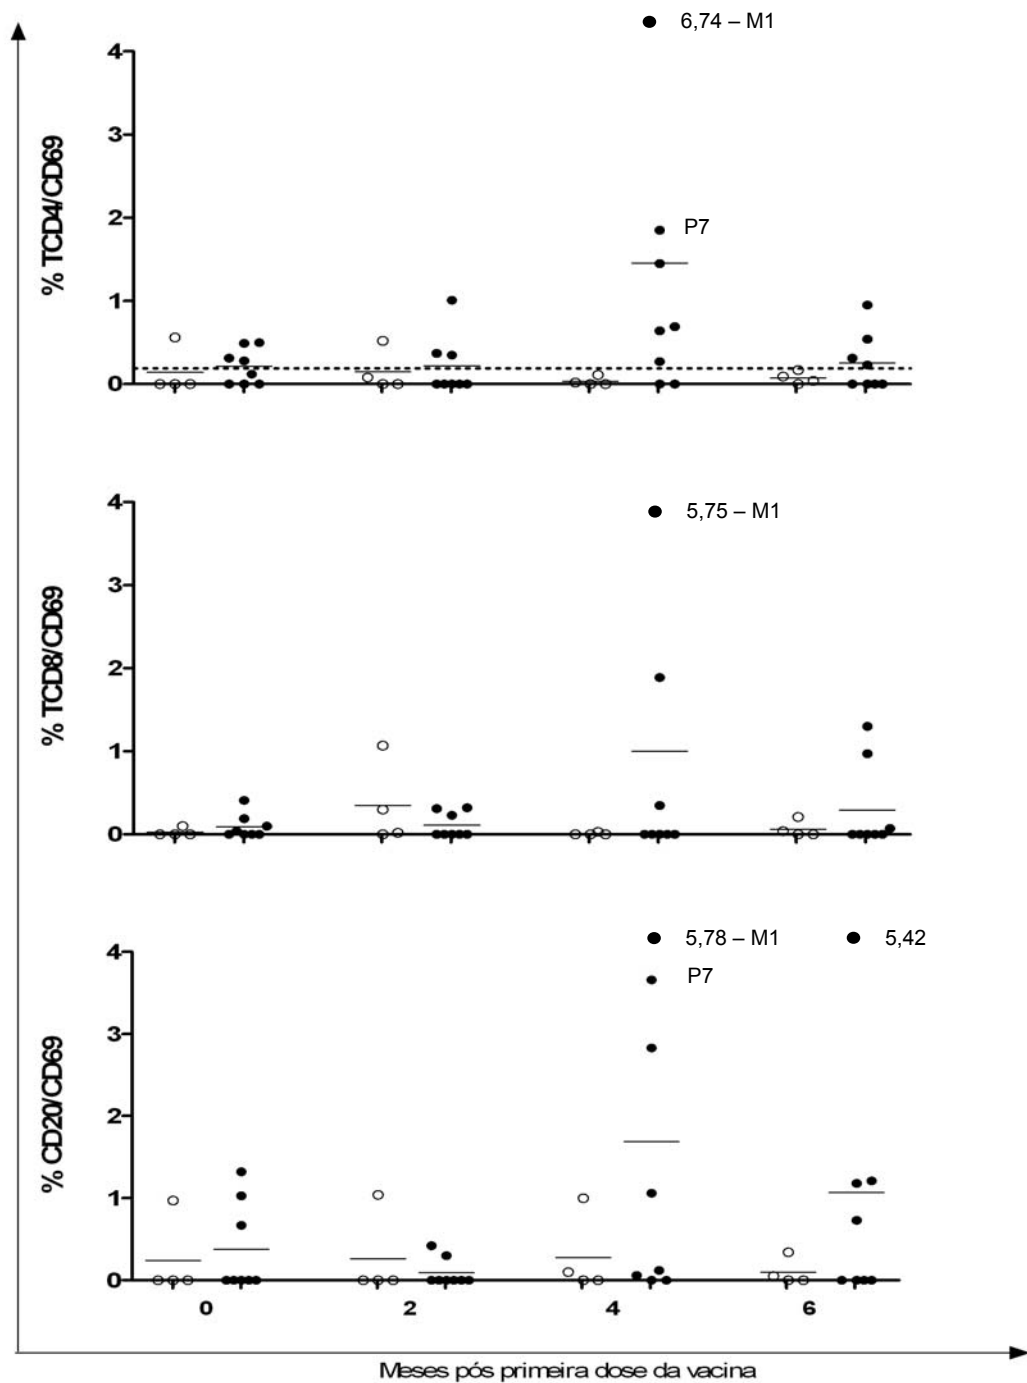 6,74 – M1
4
3
2
1
0
% TCD4/CD69
P7
5,75 – M1
4
3
2
1
0
% TCD8/CD69
5,78 – M1
5,42
P7
4
3
2
1
0
% CD20/CD69
0 2 4 6
Meses pós primeira dose da vacina